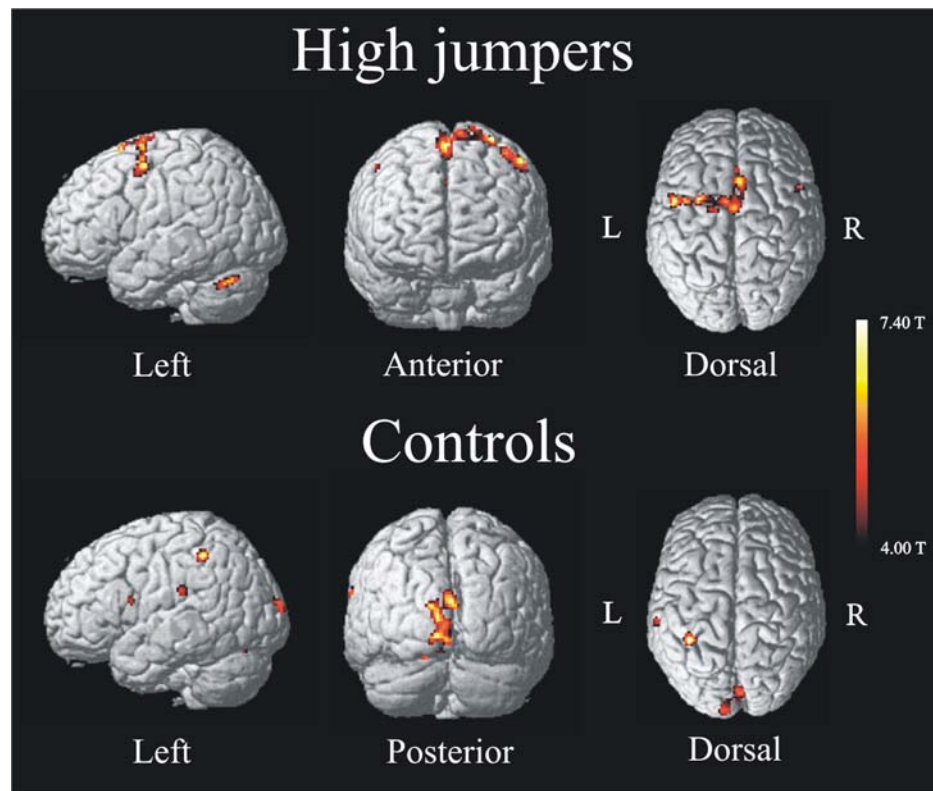 High jumpers
L
R
Left
Anterior
Dorsal
7.40 T
4.00 T
Controls
L
R
Left
Posterior
Dorsal